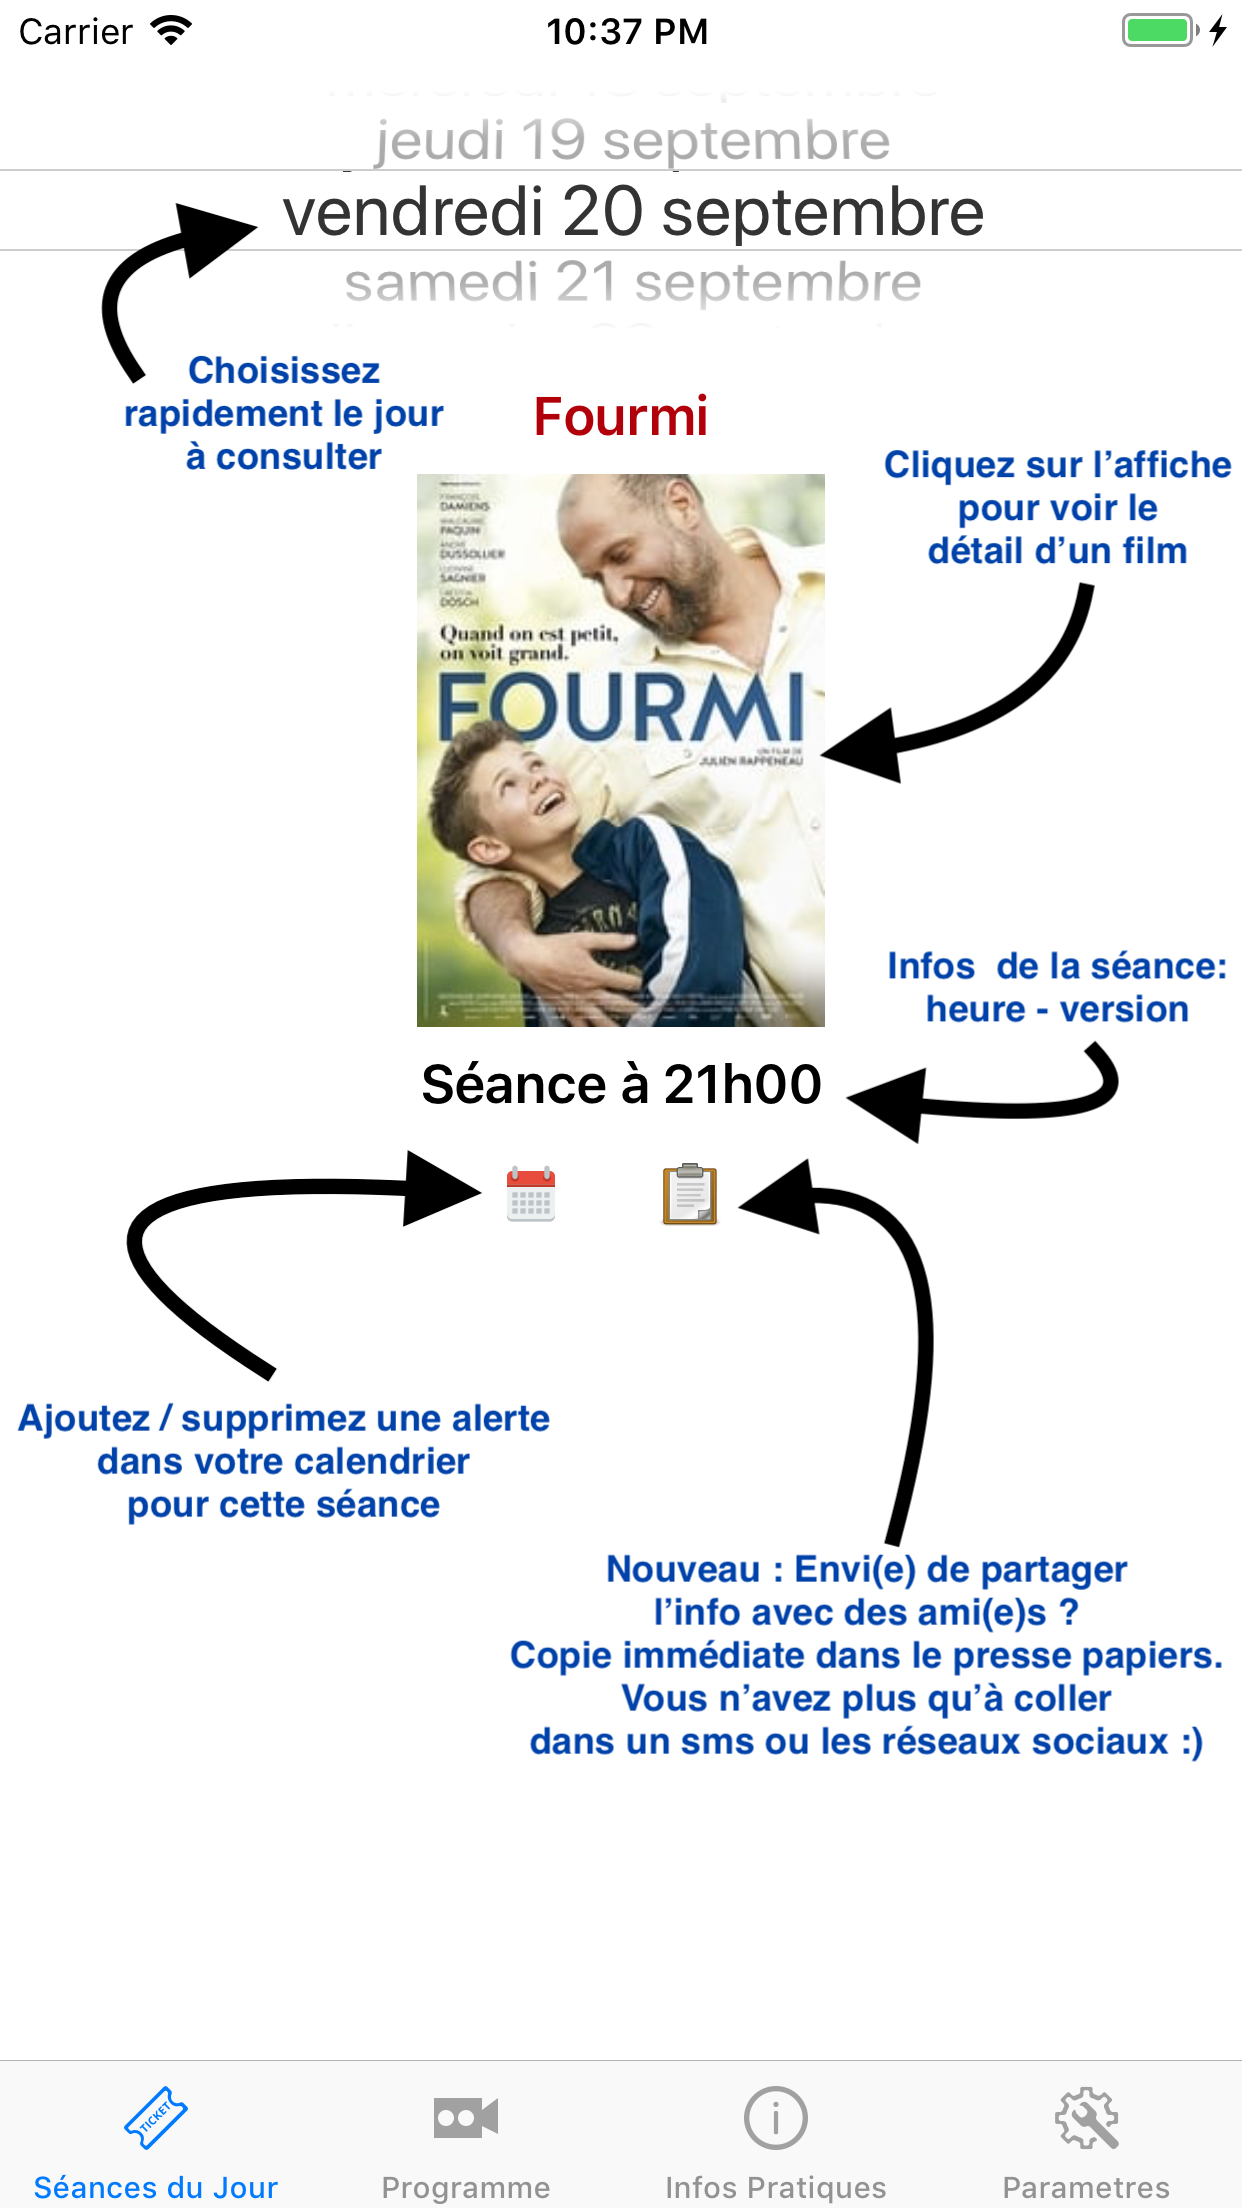 Carrier
10:37 PM
jeudi 19 septembre
vendredi 20 septembre
samedi 21 septembre
Choisissez
rapidement le jour
à consulter
Fourmi
Cliquez sur l’affiche
pour voir le
détail d’un film
FRANÇOIS
DAMIENS
PAQUIN
ANDRÉ
DUSSOLLIER
LUDIVINE
SAGNIER
LAETITIA
DOSCH
Quand on est petit,
on voit grand.
FOURMI
UN FILM DE
JULIEN RAPPENEAU
Infos  de la séance:
heure - version
Séance à 21h00
Ajoutez / supprimez une alerte
dans votre calendrier
pour cette séance
Nouveau : Envi(e) de partager
l’info avec des ami(e)s ?
Copie immédiate dans le presse papiers.
Vous n’avez plus qu’à coller
dans un sms ou les réseaux sociaux :)
TICKET
Séances du Jour
Programme
Infos Pratiques
Parametres